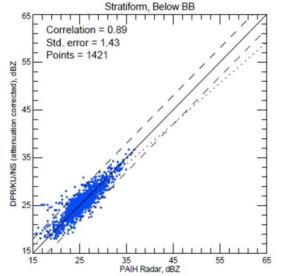 Stratiform, Below BB
Correlation = 0.89
Std. error = 1.43
Points = 1421
DPR/KU/NS (attenuation corrected), dBZ
65
55
45
35
25
15
15
25
35
45
55
65
PAIH Radar, dBZ